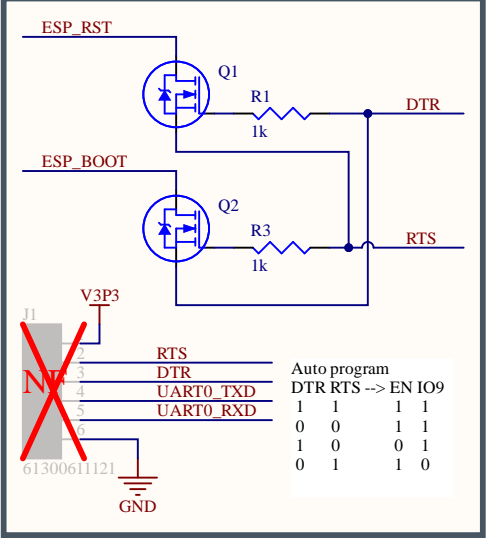 ESP_RST
Q1
R1
DTR
1k
ESP_BOOT
Q2
R3
RTS
1k
V3P3
J1
2 RTS
3 DTR
NF
4 UART0_TXD
5 UART0_RXD
6
61300611121
GND
Auto program
DTR RTS --> EN IO9
1 1 1 1
0 0 1 1
1 0 0 1
0 1 1 0